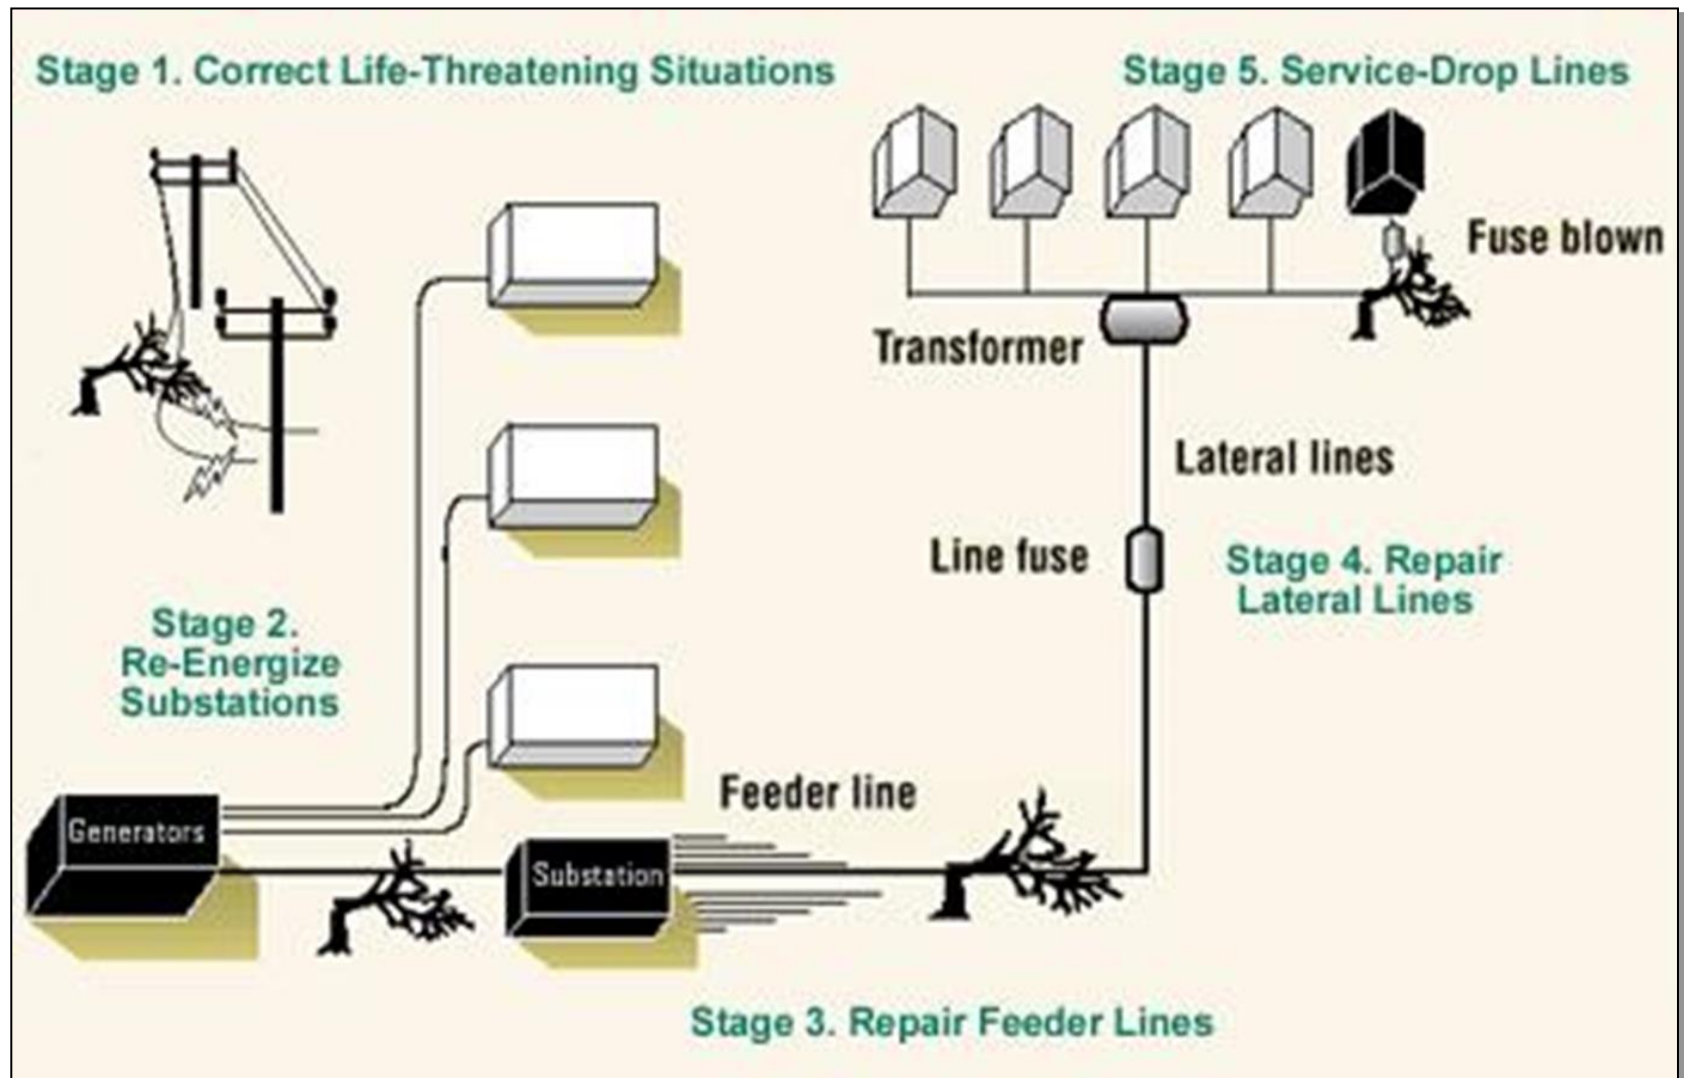 Stage 1. Correct Life-Threatening Situations
Stage 5. Service-Drop Lines
Fuse blown
Transformer
Lateral lines
Line fuse
Stage 4. Repair
Lateral Lines
Stage 2.
Re-Energize
Substations
Feeder line
Generators
Substation
Stage 3. Repair Feeder Lines